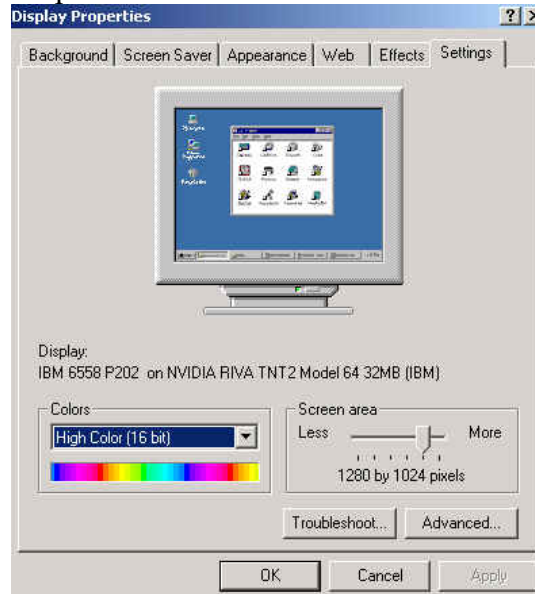 Display Properties
Background Screen Saver Appearance Web Effects Settings
Display:
IBM 6558 P202 on NVIDIA RIVA TNT2 Model 64 32MB (IBM)
Colors
High Color (16 bit)
Screen area
Less More
1280 by 1024 pixels
Troubleshoot... Advanced...
OK Cancel Apply